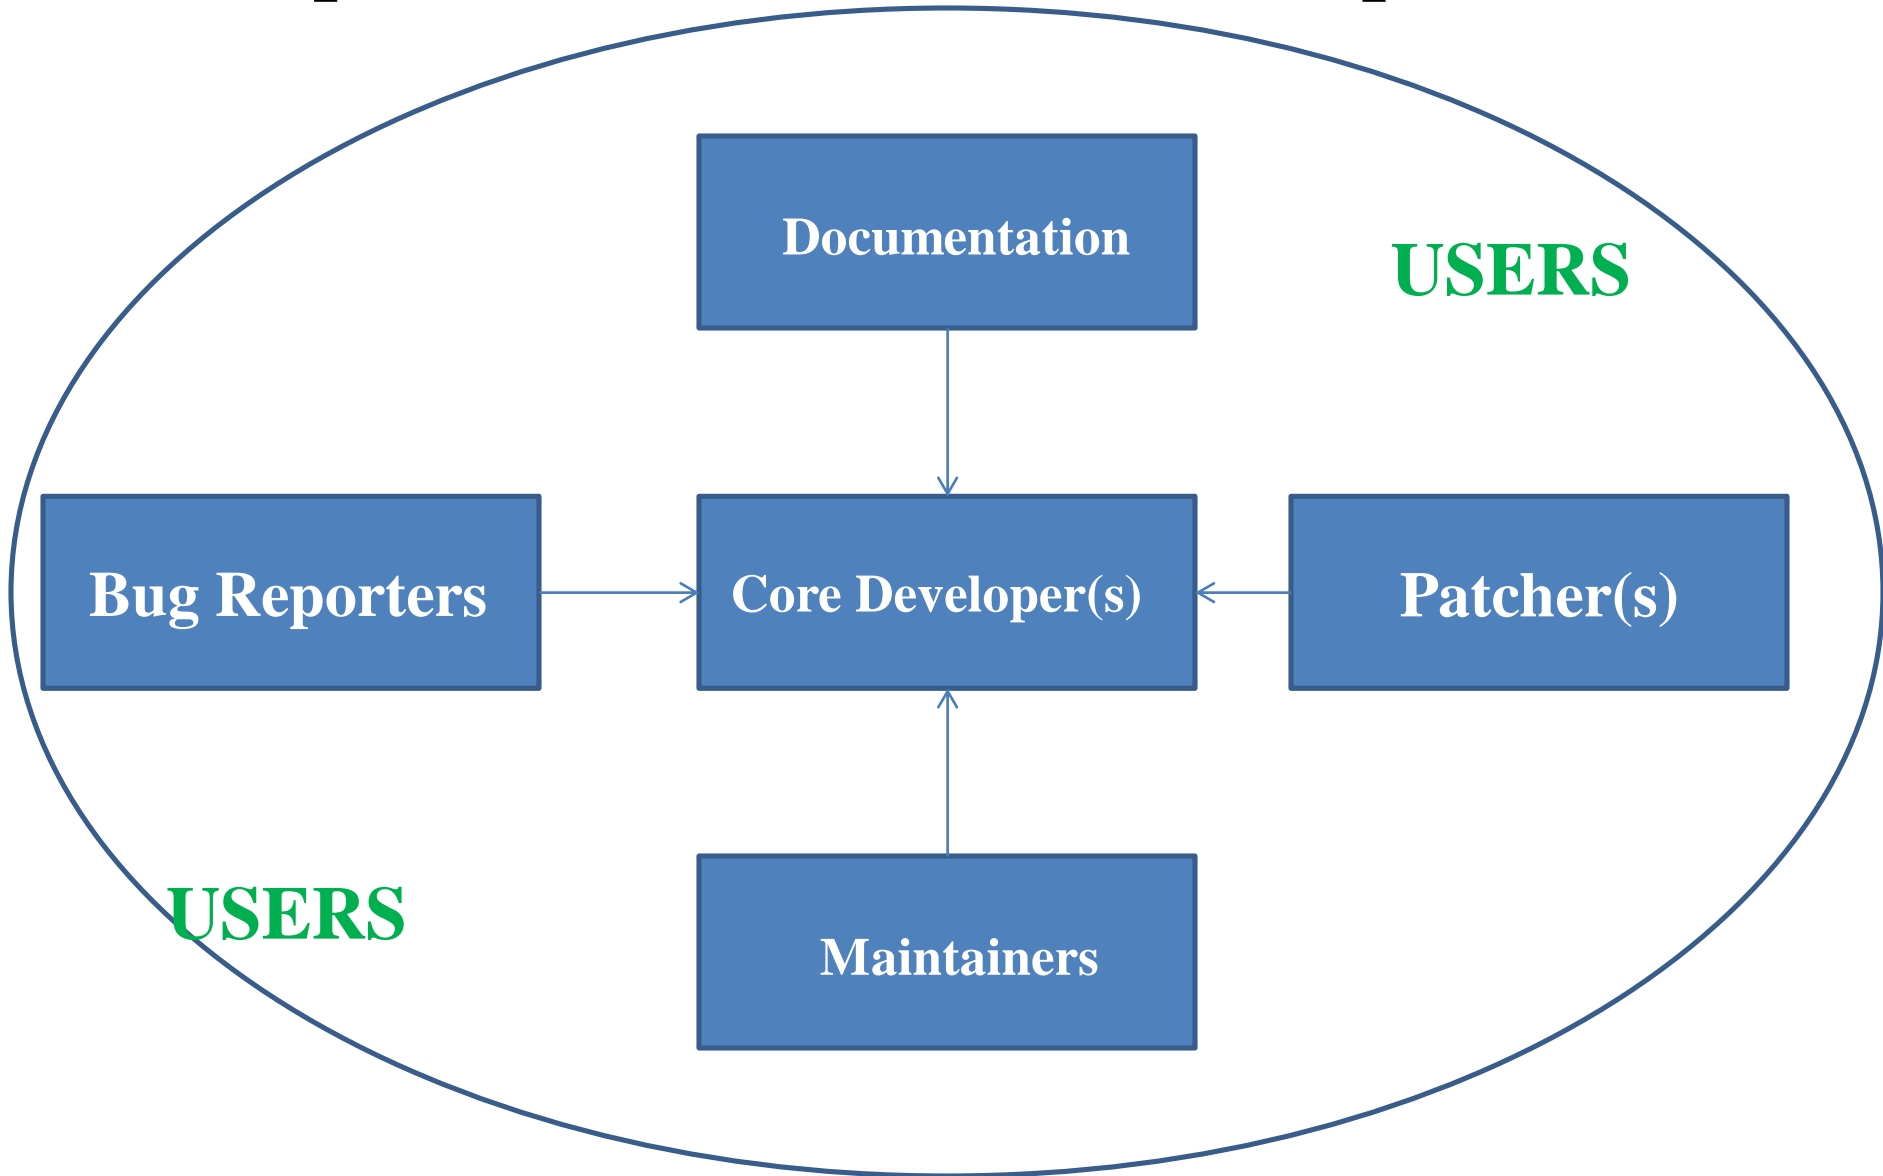 Documentation
USERS
Bug Reporters
Core Developer(s)
Patcher(s)
USERS
Maintainers